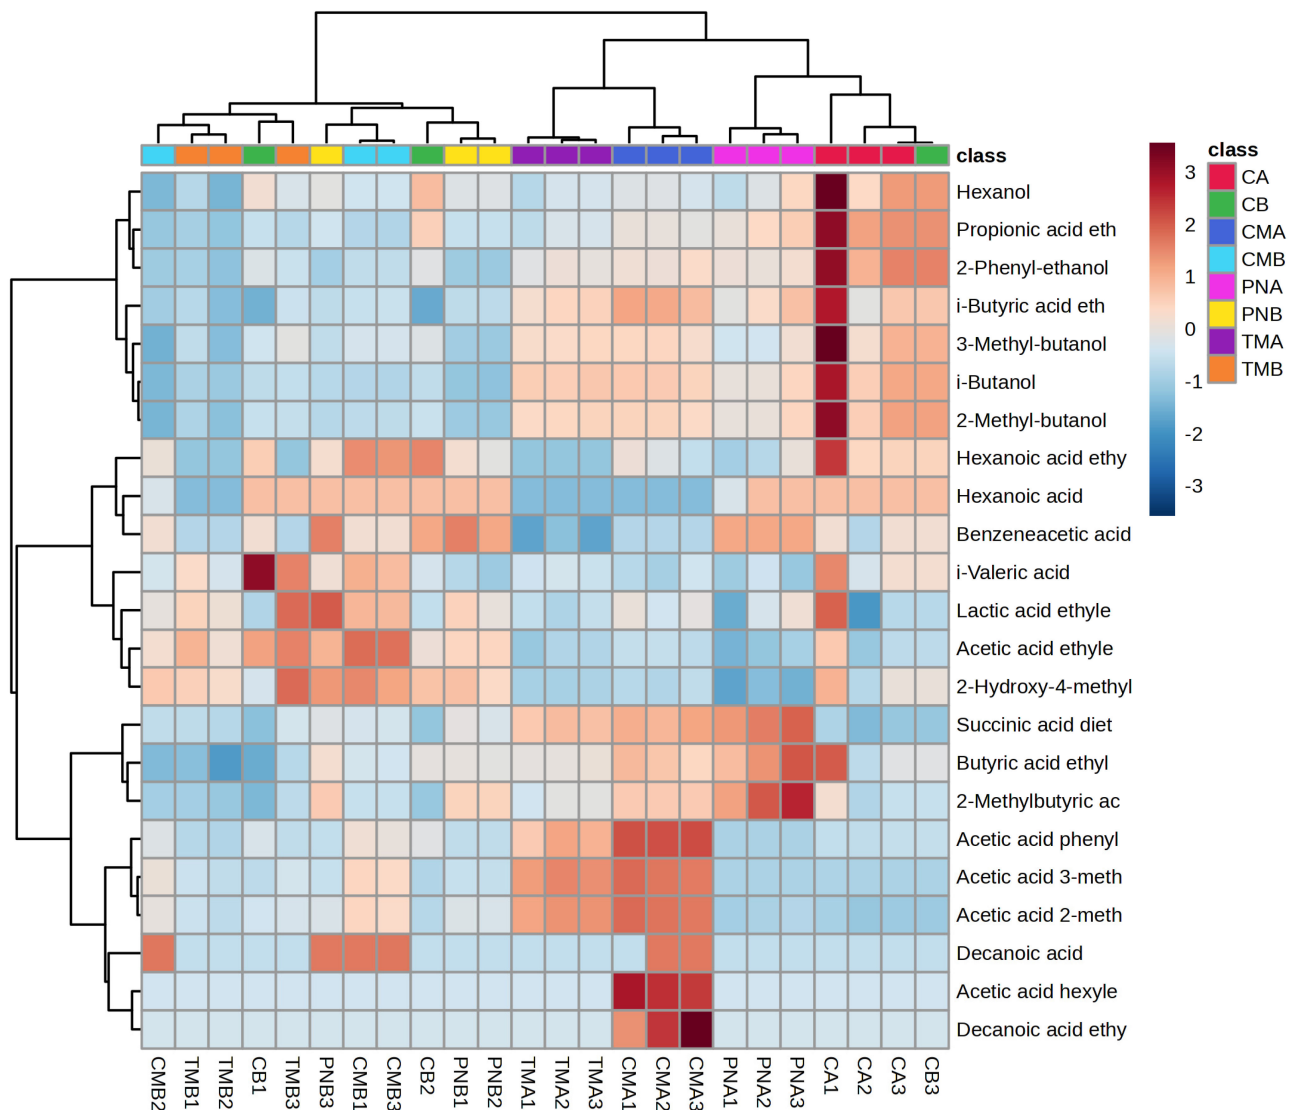 class
Hexanol
Propionic acid eth
2-Phenyl-ethanol
i-Butyric acid eth
3-Methyl-butanol
i-Butanol
2-Methyl-butanol
Hexanoic acid ethy
Hexanoic acid
Benzeneacetic acid
i-Valeric acid
Lactic acid ethyle
Acetic acid ethyle
2-Hydroxy-4-methyl
Succinic acid diet
Butyric acid ethyl
2-Methylbutyric ac
Acetic acid phenyl
Acetic acid 3-meth
Acetic acid 2-meth
Decanoic acid
Acetic acid hexyle
Decanoic acid ethy
CMB2
TMB1
TMB2
CB1
TMB3
PNB3
CMB1
CMB3
CB2
PNB1
PNB2
TMA1
TMA2
TMA3
CMA1
CMA2
CMA3
PNA1
PNA2
PNA3
CA1
CA2
CA3
CB3
3
2
1
0
-1
-2
-3
class
CA
CB
CMA
CMB
PNA
PNB
TMA
TMB